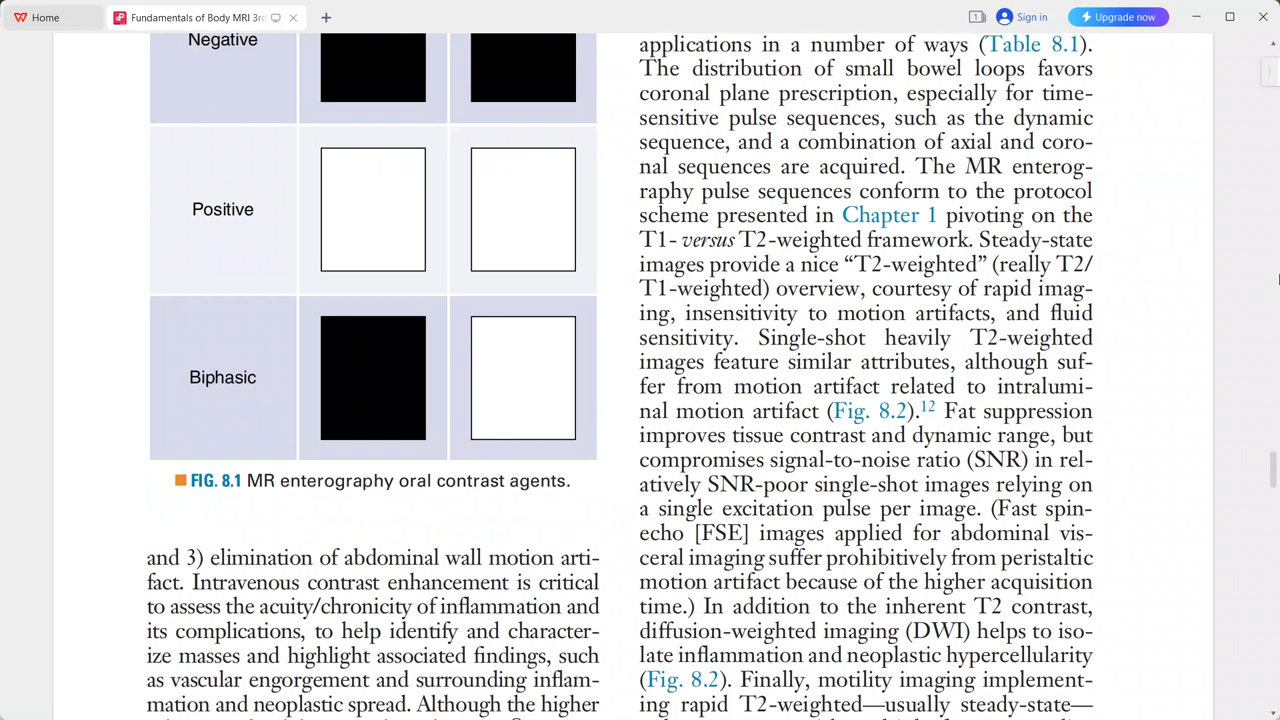 Home
Fundamentals of Body MRI 3rd
1
Sign in
Upgrade now
Negative
Positive
Biphasic
FIG. 8.1 MR enterography oral contrast agents.
and 3) elimination of abdominal wall motion arti-
fact. Intravenous contrast enhancement is critical
to assess the acuity/chronicity of inflammation and
its complications, to help identify and character-
ize masses and highlight associated findings, such
as vascular engorgement and surrounding inflam-
mation and neoplastic spread. Although the higher
applications in a number of ways (Table 8.1).
The distribution of small bowel loops favors
coronal plane prescription, especially for time-
sensitive pulse sequences, such as the dynamic
sequence, and a combination of axial and coro-
nal sequences are acquired. The MR enterog-
raphy pulse sequences conform to the protocol
scheme presented in Chapter 1 pivoting on the
T1- versus T2-weighted framework. Steady-state
images provide a nice “T2-weighted” (really T2/
T1-weighted) overview, courtesy of rapid imag-
ing, insensitivity to motion artifacts, and fluid
sensitivity. Single-shot heavily T2-weighted
images feature similar attributes, although suf-
fer from motion artifact related to intralumi-
nal motion artifact (Fig. 8.2).12 Fat suppression
improves tissue contrast and dynamic range, but
compromises signal-to-noise ratio (SNR) in rel-
atively SNR-poor single-shot images relying on
a single excitation pulse per image. (Fast spin-
echo [FSE] images applied for abdominal vis-
ceral imaging suffer prohibitively from peristaltic
motion artifact because of the higher acquisition
time.) In addition to the inherent T2 contrast,
diffusion-weighted imaging (DWI) helps to iso-
late inflammation and neoplastic hypercellularity
(Fig. 8.2). Finally, motility imaging implement-
ing rapid T2-weighted—usually steady-state—